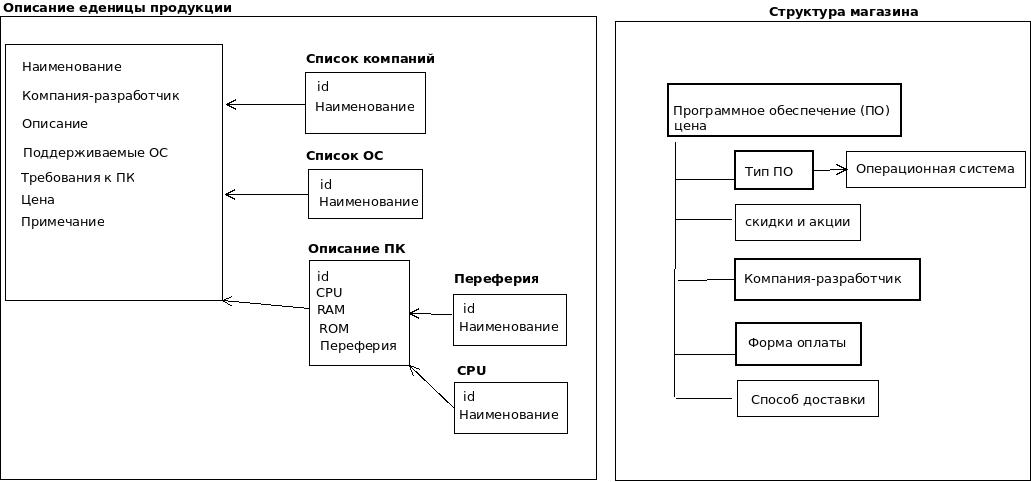 Описание еденицы продукции
Наименование
Компания-разработчик
Описание
Поддерживаемые ОС
Требования к ПК
Цена
Примечание
Список компаний
id
Наименование
Список ОС
id
Наименование
Описание ПК
id
CPU
RAM
ROM
Переферия
Переферия
id
Наименование
CPU
id
Наименование
Структура магазина
Программное обеспечение (ПО)
цена
Тип ПО
Операционная система
скидки и акции
Компания-разработчик
Форма оплаты
Способ доставки